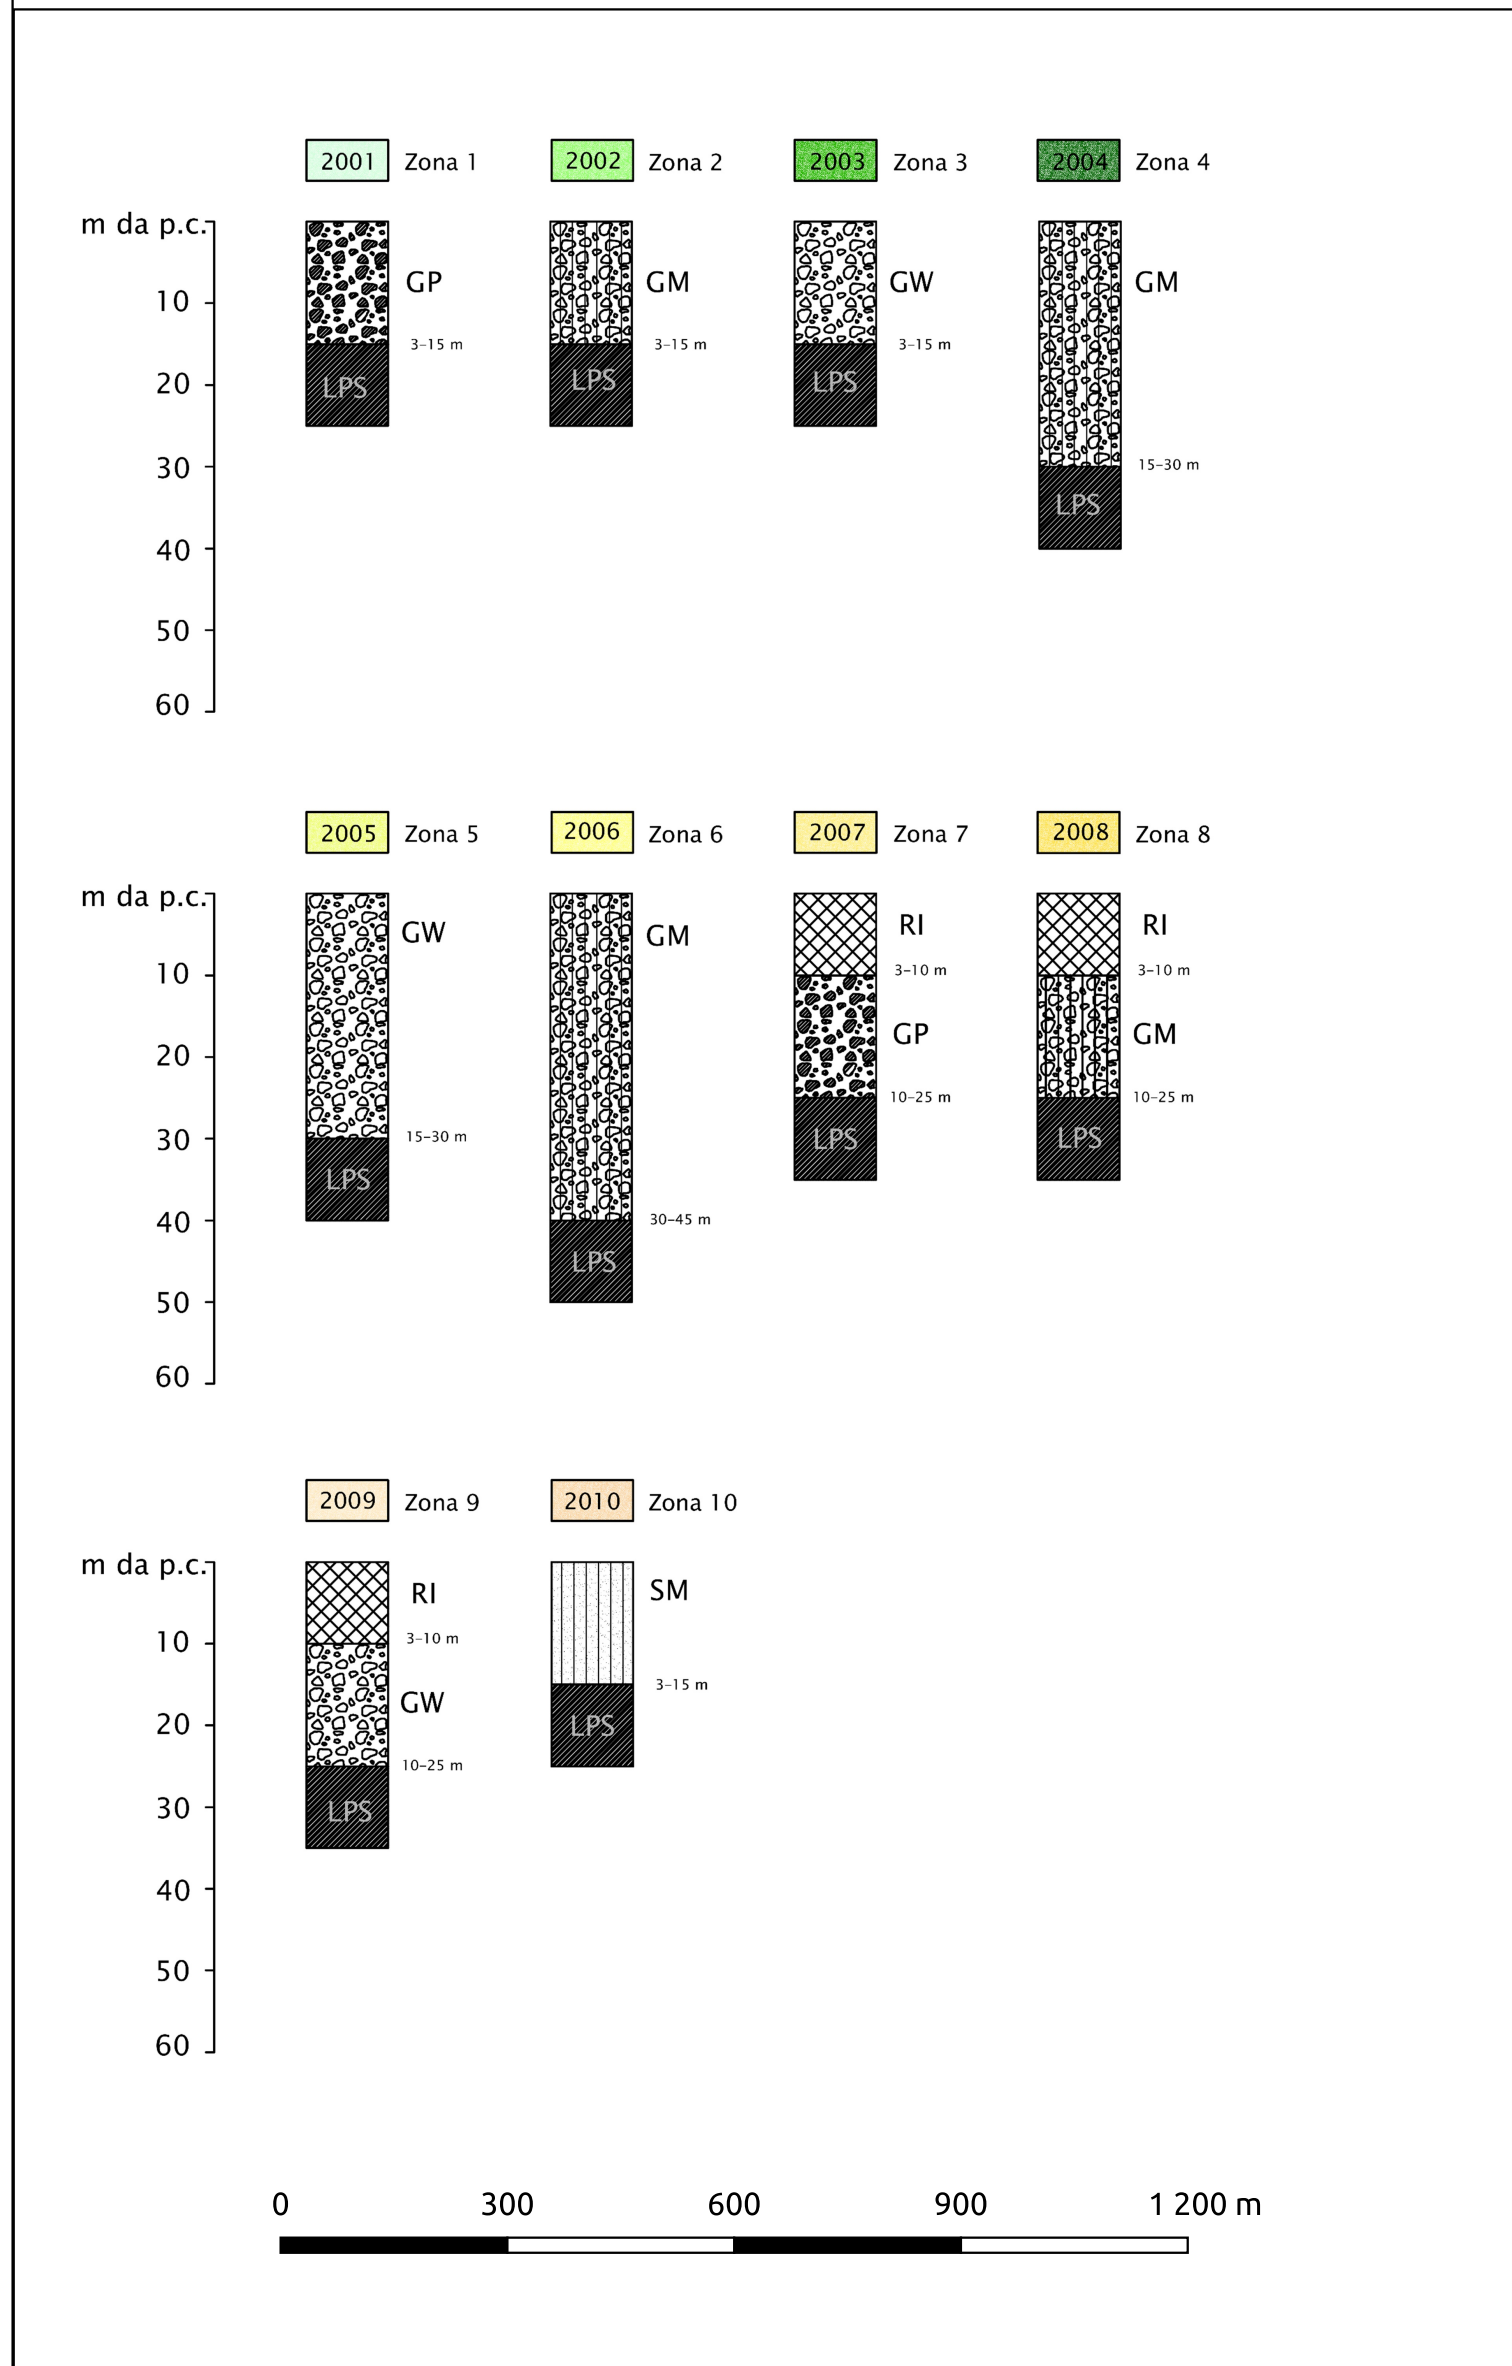 2001 Zona 1 2002 Zona 2 2003 Zona 3 2004 Zona 4
m da p.c.
GP GM GW GM
10
3-15 m 3-15 m 3-15 m
20
LPS LPS LPS
30
15-30 m
LPS
40
50
60
2005 Zona 5 2006 Zona 6 2007 Zona 7 2008 Zona 8
m da p.c.
GW GM RI RI
10
3-10 m 3-10 m
GP GM
20
10-25 m 10-25 m
30
15-30 m
LPS LPS
LPS
40
30-45 m
LPS
50
60
2009 Zona 9 2010 Zona 10
m da p.c.
RI SM
10
3-10 m
3-15 m
GW
20
LPS
10-25 m
30
LPS
40
50
60
0 300 600 900 1 200 m